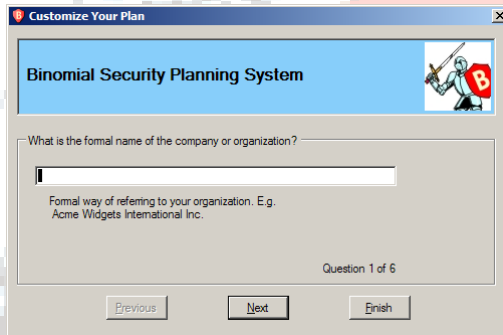 Customize Your Plan
Binomial Security Planning System
B
What is the formal name of the company or organization?
Formal way of referring to your organization. E.g.
Acme Widgets International Inc.
Question 1 of 6
Previous
Next
Finish